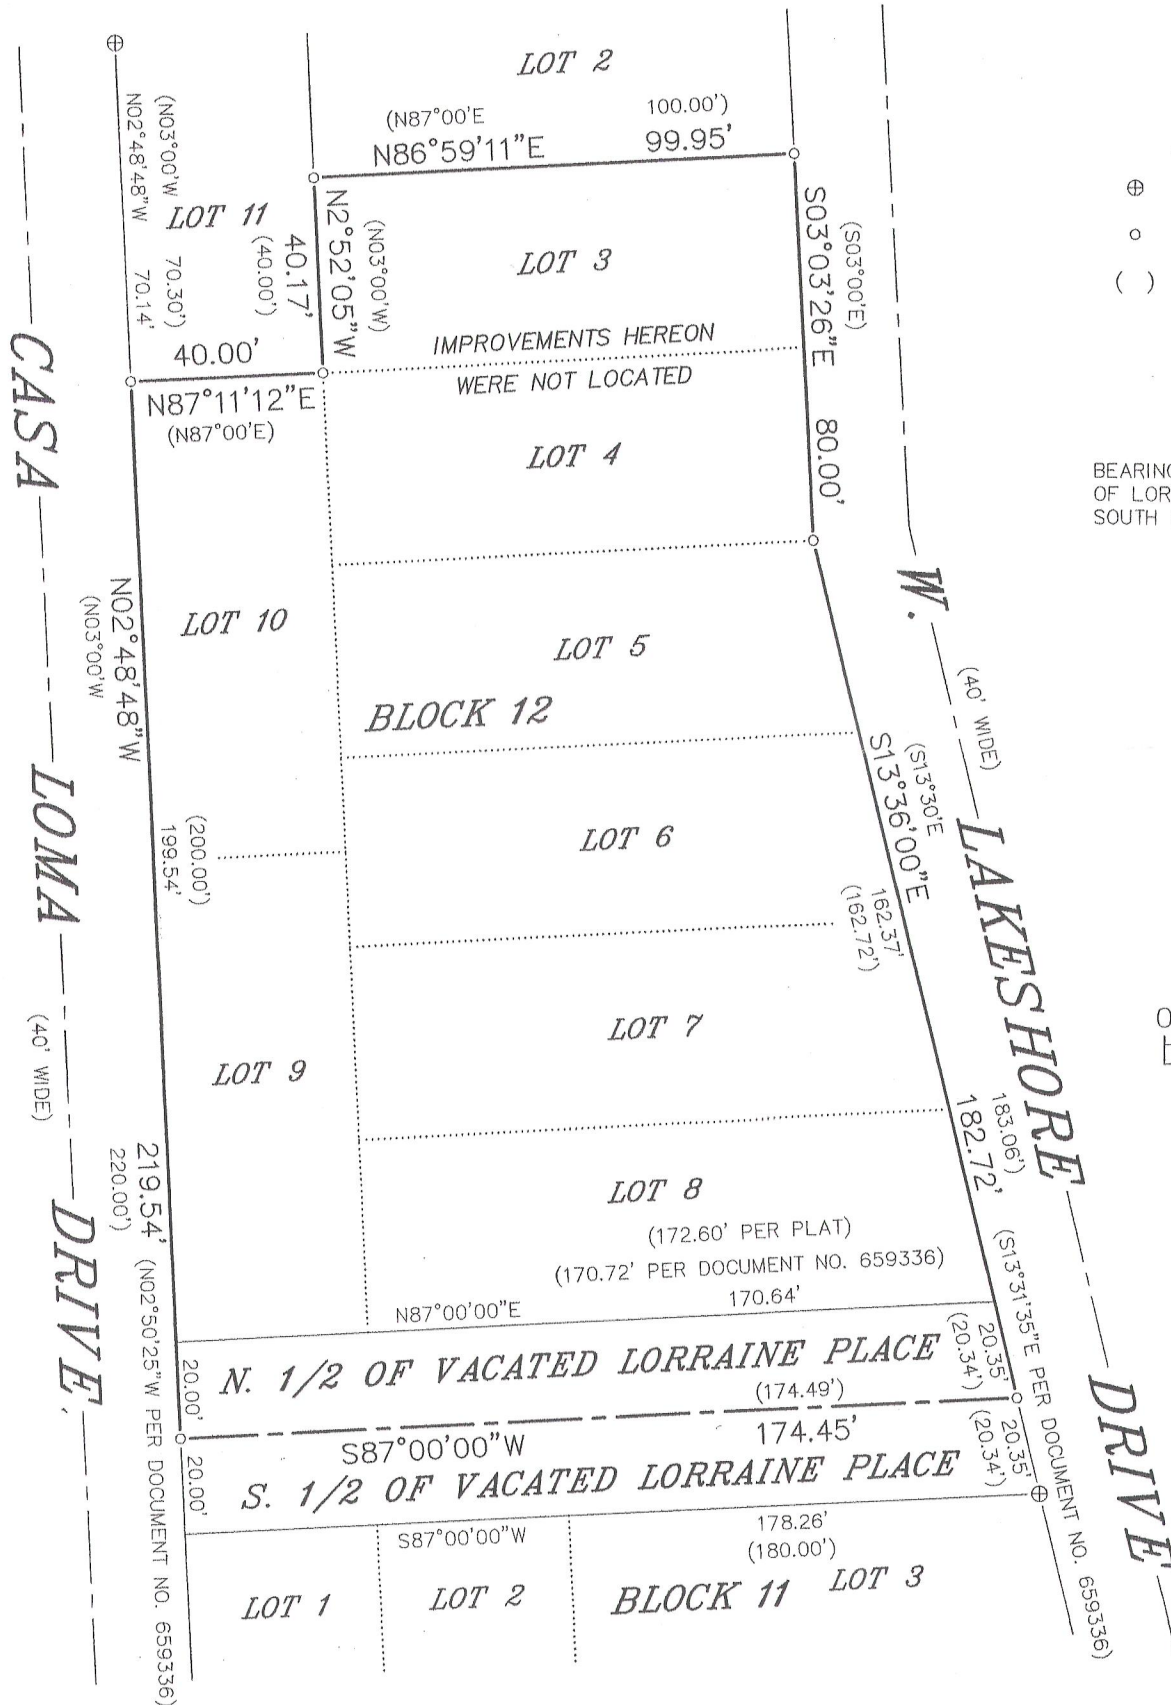 LOT 2
(N87°00'E 100.00')
N86°59'11"E 99.95'
(N03°00'W 70.30')
N02°48'48"W 70.14'
LOT 11
40.17'
(40.00')
N2°52'05"W
(N03°00'W)
LOT 3
S03°03'26"E 80.00'
(S03°00'E)
( )
IMPROVEMENTS HEREON
WERE NOT LOCATED
40.00'
N87°11'12"E
(N87°00'E)
LOT 4
BEARING
OF LOR
SOUTH
CASA LOMA DRIVE
(40' WIDE)
W. LAKESHORE DRIVE
(40' WIDE)
N02°48'48"W
(N03°00'W
LOT 10
LOT 5
BLOCK 12
(S13°30'E
S13°36'00"E
LOT 6
(200.00')
199.54'
162.37'
(162.72')
LOT 7
LOT 9
183.06')
182.72'
219.54'
220.00')
LOT 8
(172.60' PER PLAT)
(170.72' PER DOCUMENT NO. 659336)
N87°00'00"E 170.64'
(N02°50'25"W PER DOCUMENT NO. 659336)
(S13°31'35"E PER DOCUMENT NO. 659336)
20.00'
N. 1/2 OF VACATED LORRAINE PLACE
20.35'
(20.34')
(174.49')
S87°00'00"W 174.45'
20.00'
S. 1/2 OF VACATED LORRAINE PLACE
20.35'
(20.34')
S87°00'00"W 178.26'
(180.00')
LOT 1
LOT 2
BLOCK 11
LOT 3